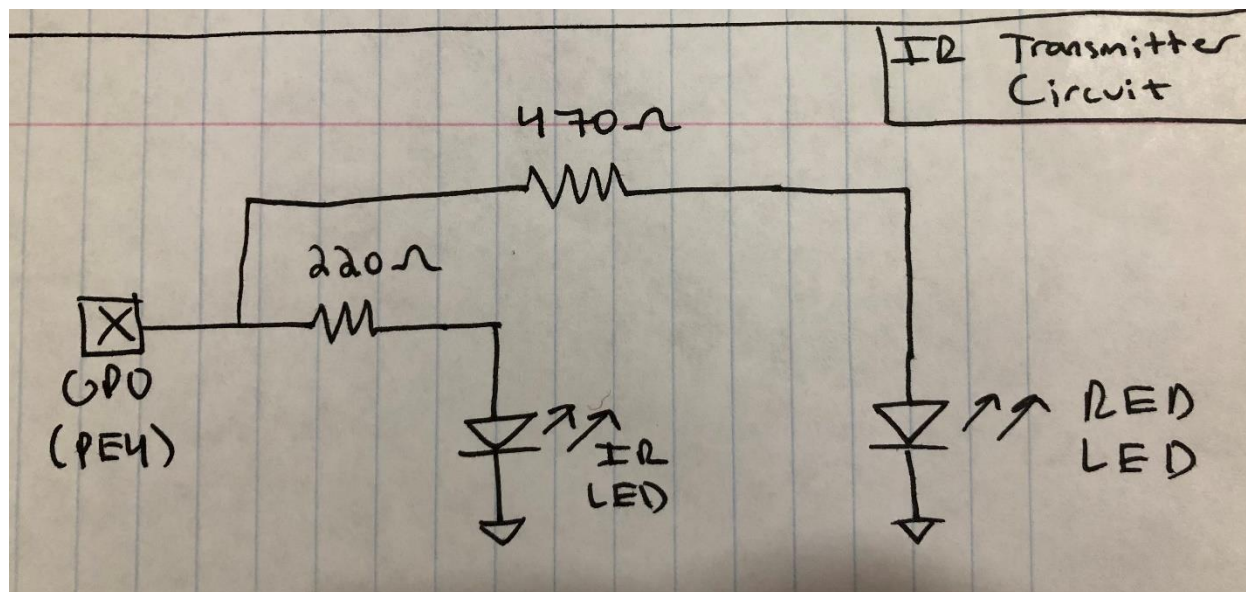 IR Transmitter
Circuit
470Ω
220Ω
GPO
(PE4)
IR
LED
RED
LED